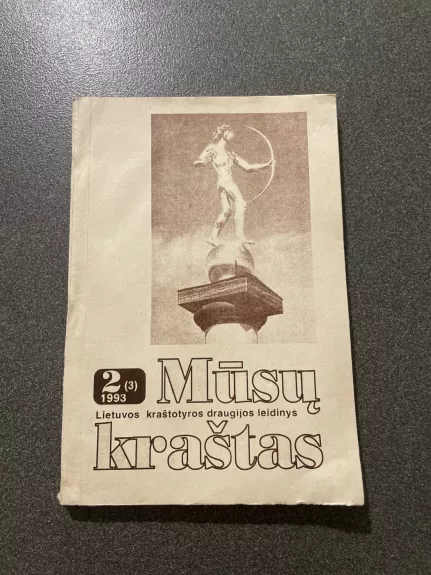 2 (3)
1993
Mūsų
Lietuvos kraštotyros draugijos leidinys
kraštas